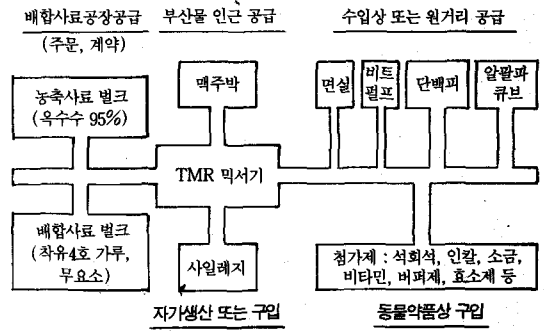 배합사료공장공급
(주문, 계약)
부산물 인근 공급
수입상 또는 원거리 공급
농축사료 벌크
(옥수수 95%)
맥주박
면실
비트
펄프
단백피
알팔파
큐브
TMR 믹서기
배합사료 벌크
(착유4호 가루,
무요소)
사일레지
첨가제 : 석회석, 인칼, 소금,
비타민, 버퍼제, 효소제 등
자가생산 또는 구입
동물약품상 구입